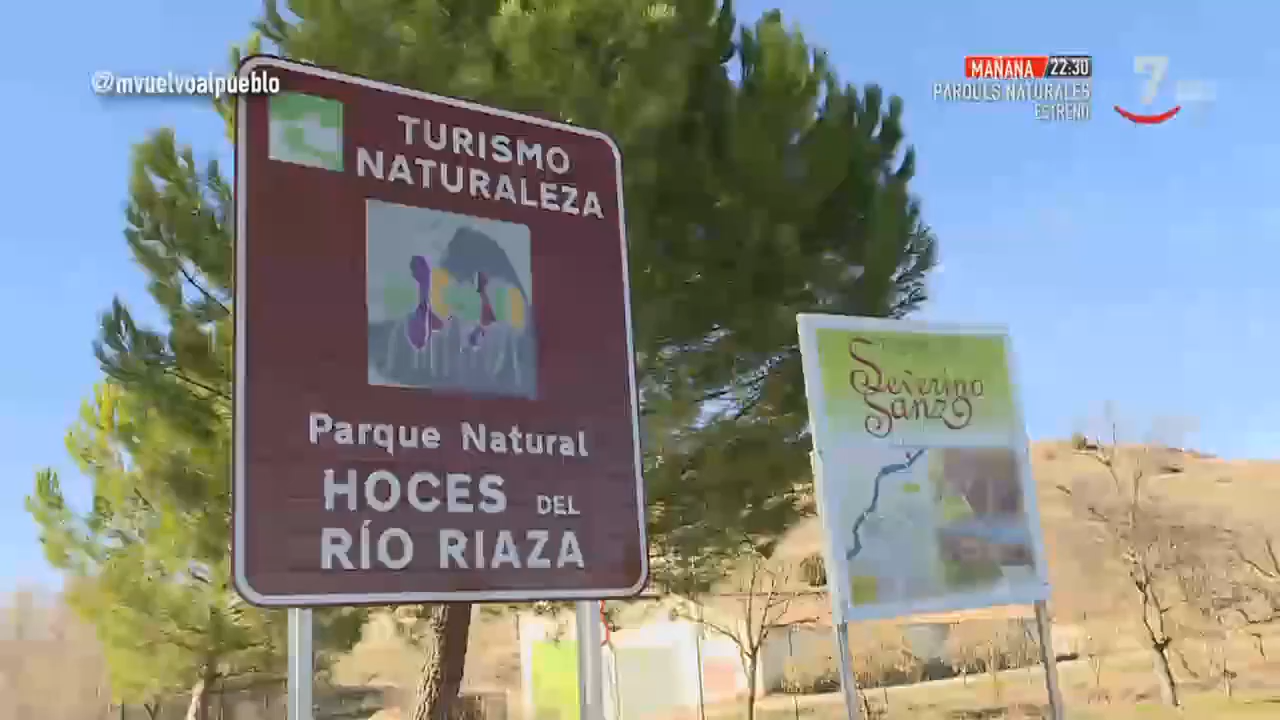 @mvuelvoalpueblo
MAÑANA 22:30
PARQUES NATURALES
ESTRENO
7
TURISMO
NATURALEZA
Parque Natural
HOCES DEL
RÍO RIAZA
Severino
Sanz